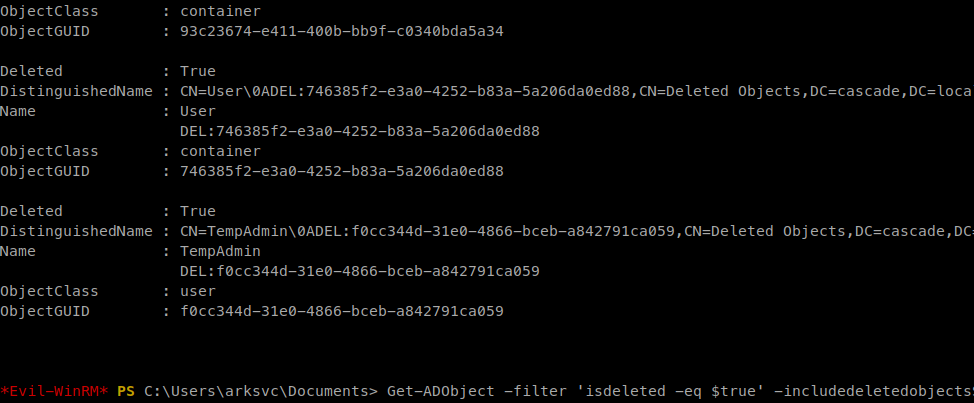 ObjectClass       : container
ObjectGUID        : 93c23674-e411-400b-bb9f-c0340bda5a34
Deleted           : True
DistinguishedName : CN=User\0ADEL:746385f2-e3a0-4252-b83a-5a206da0ed88,CN=Deleted Objects,DC=cascade,DC=loca
Name              : User
                    DEL:746385f2-e3a0-4252-b83a-5a206da0ed88
ObjectClass       : container
ObjectGUID        : 746385f2-e3a0-4252-b83a-5a206da0ed88
Deleted           : True
DistinguishedName : CN=TempAdmin\0ADEL:f0cc344d-31e0-4866-bceb-a842791ca059,CN=Deleted Objects,DC=cascade,DC=
Name              : TempAdmin
                    DEL:f0cc344d-31e0-4866-bceb-a842791ca059
ObjectClass       : user
ObjectGUID        : f0cc344d-31e0-4866-bceb-a842791ca059
*Evil-WinRM* PS C:\Users\arksvc\Documents> Get-ADObject -filter 'isdeleted -eq $true' -includedeletedobjects